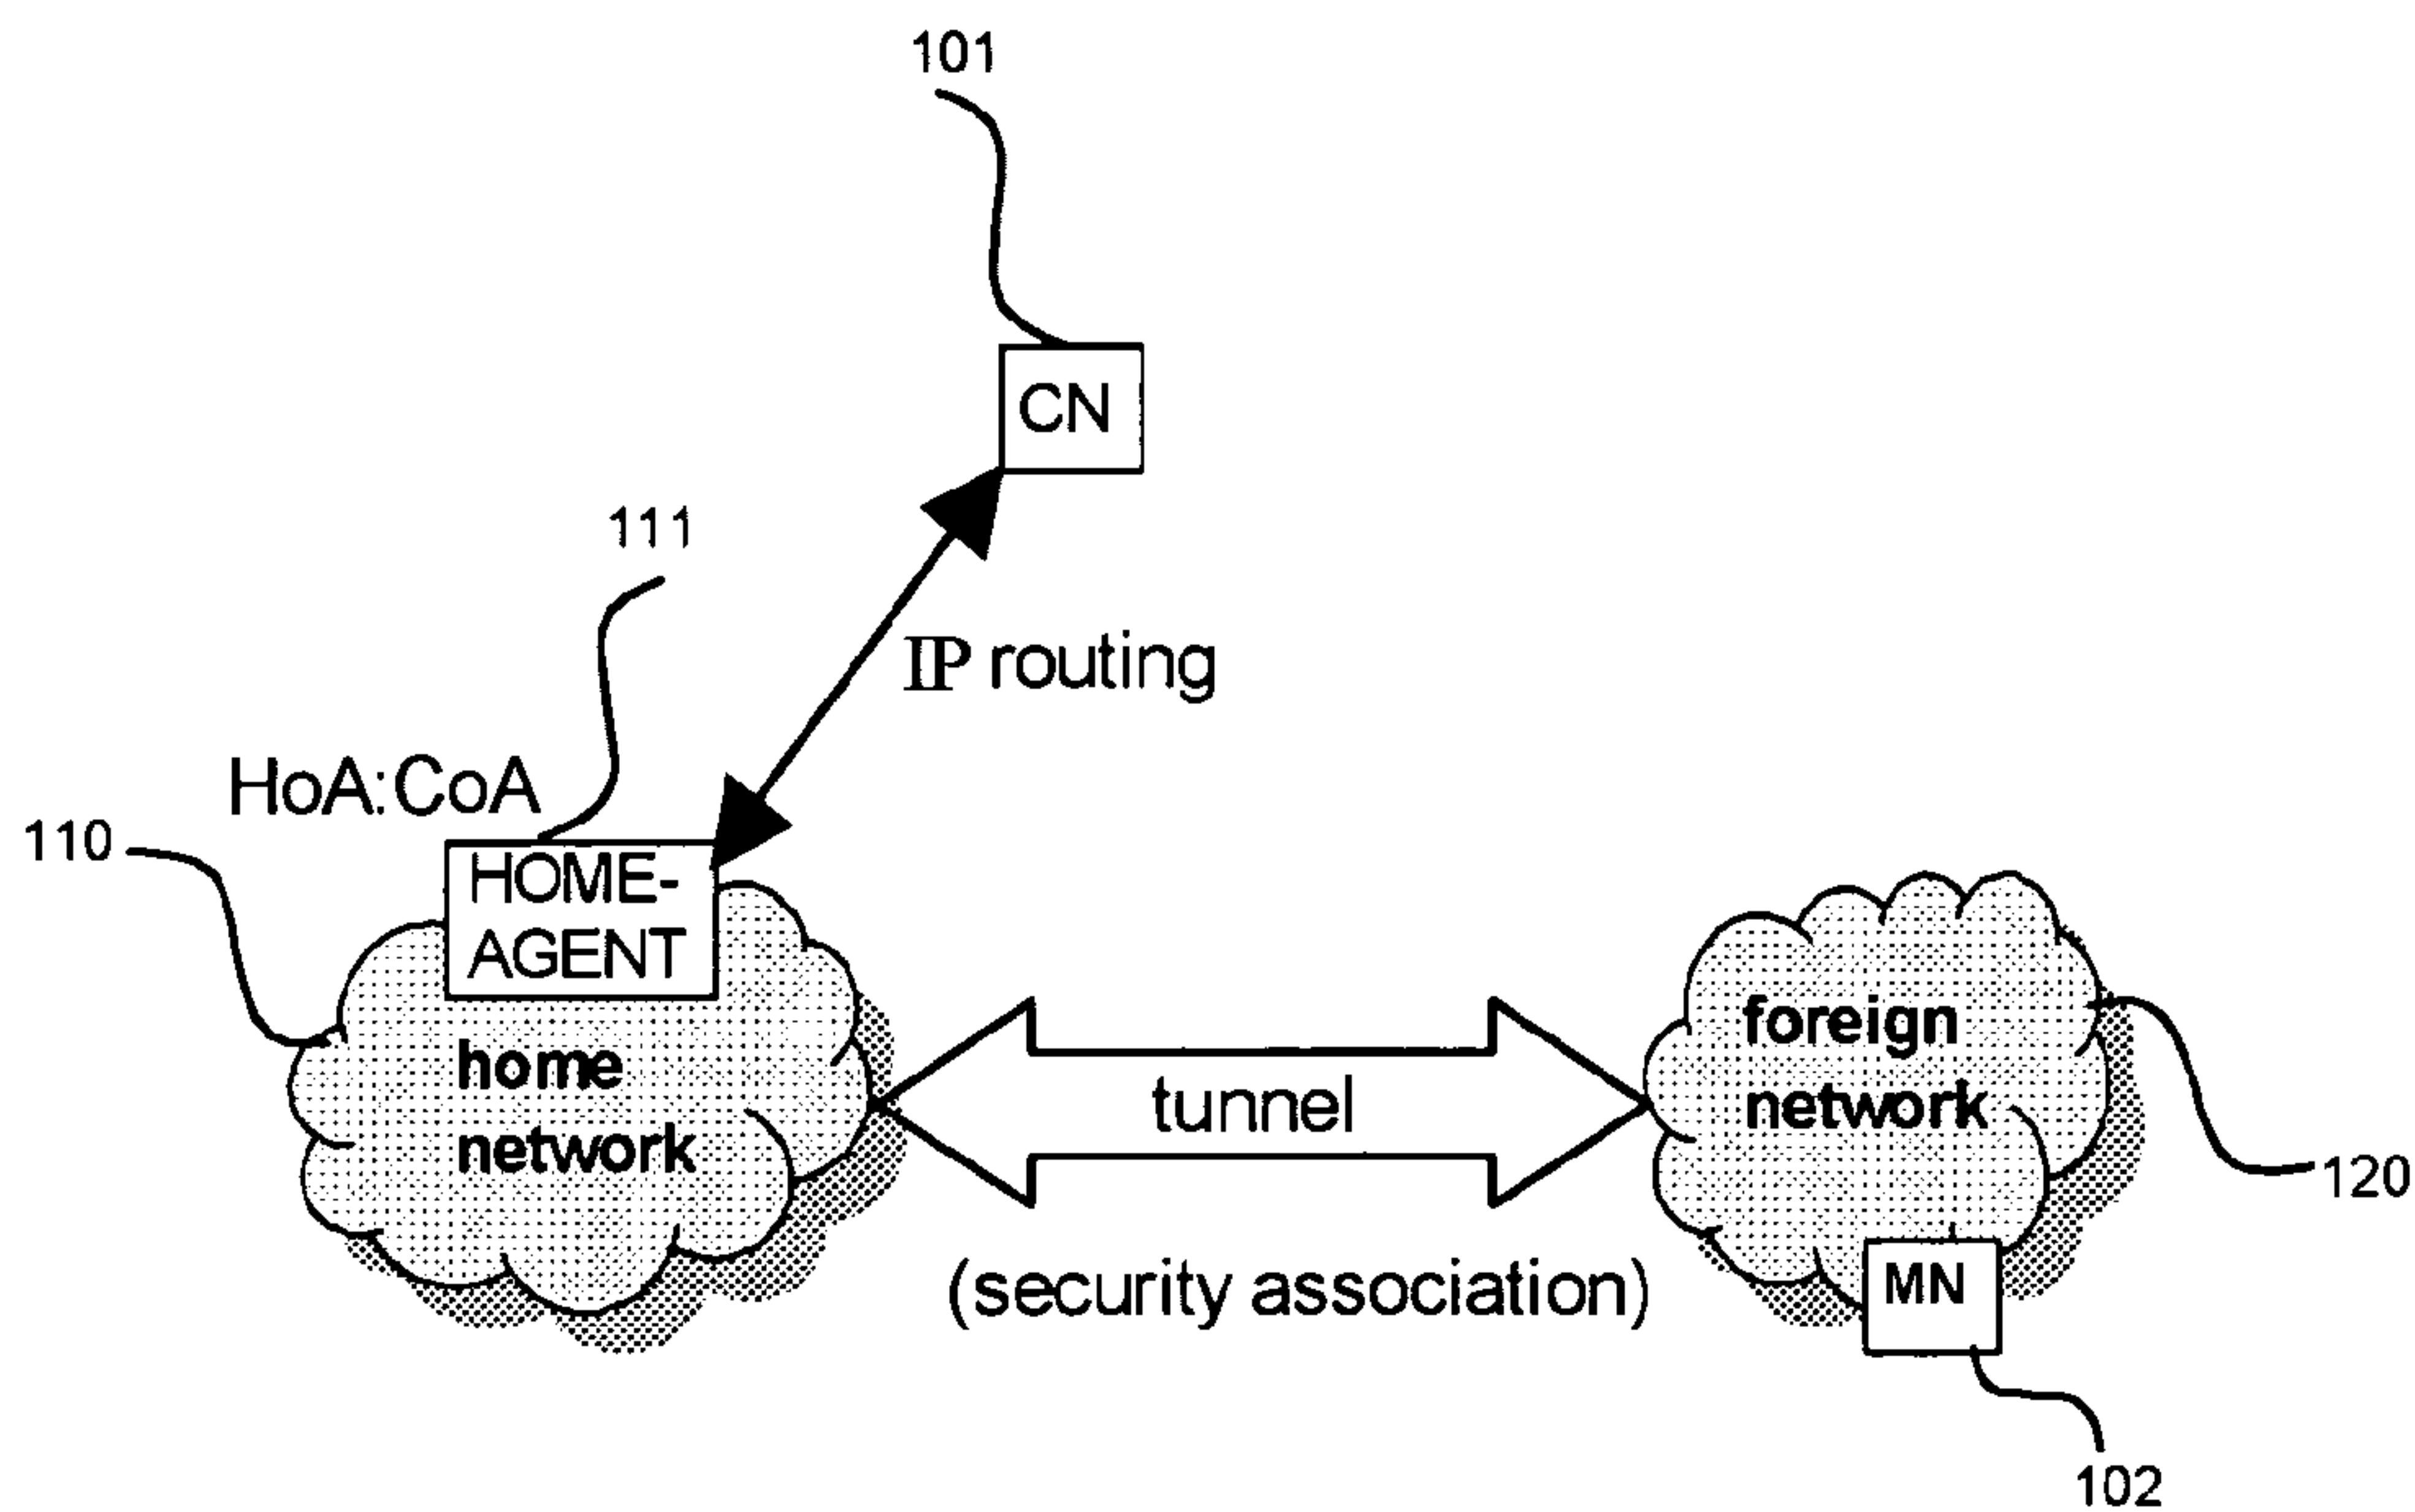 101
CN
111
IP routing
HoA:CoA
110
HOME-
AGENT
home
network
tunnel
(security association)
foreign
network
120
MN
102